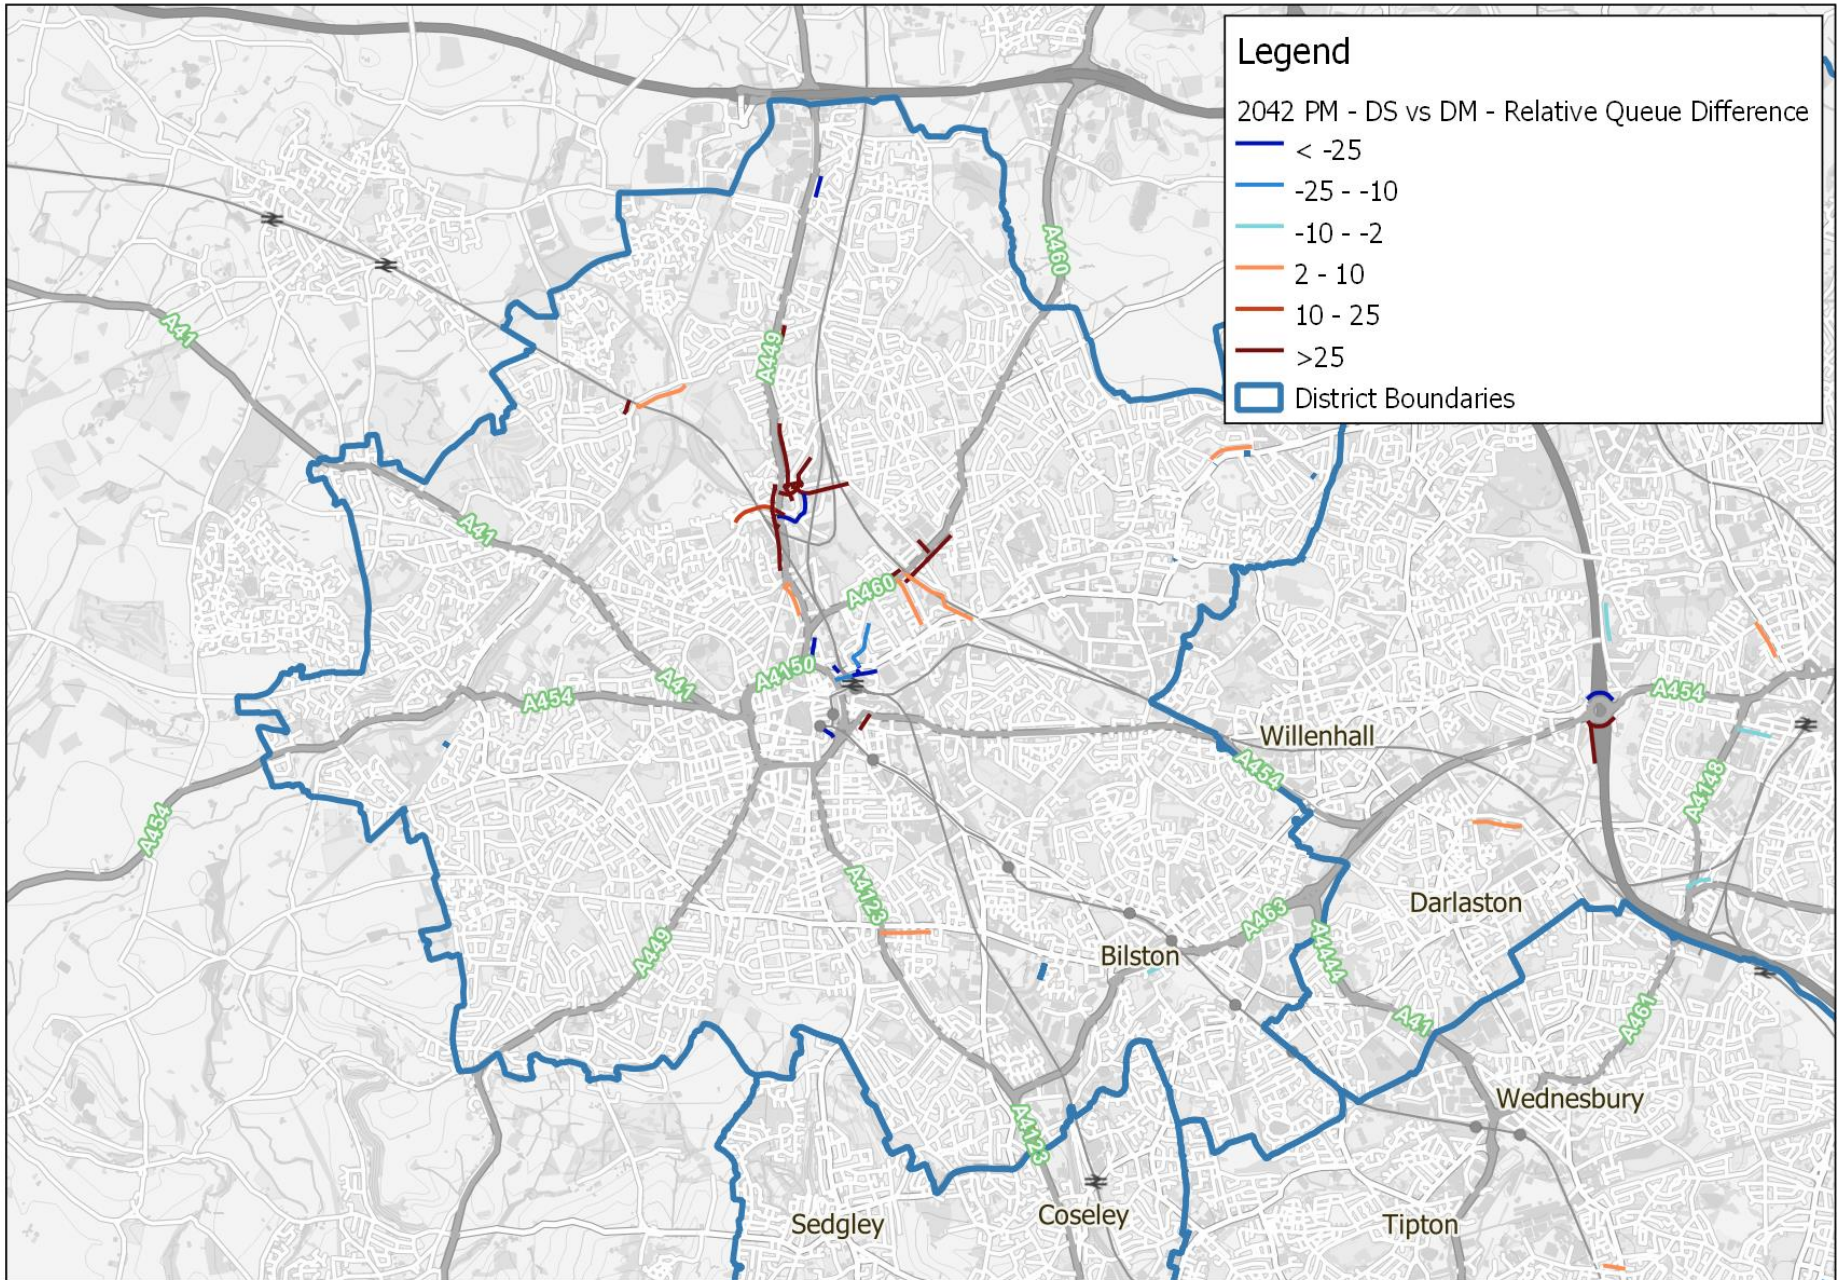 Legend
2042 PM - DS vs DM - Relative Queue Difference
< -25
-25 - -10
-10 - -2
2 - 10
10 - 25
>25
District Boundaries
A460
A41
A449
A41
A460
A4150
A41
A454
A454
Willenhall
A454
A454
A4148
A4123
Darlaston
A463
A449
Bilston
A4444
A41
A461
Wednesbury
A4123
Sedgley
Coseley
Tipton